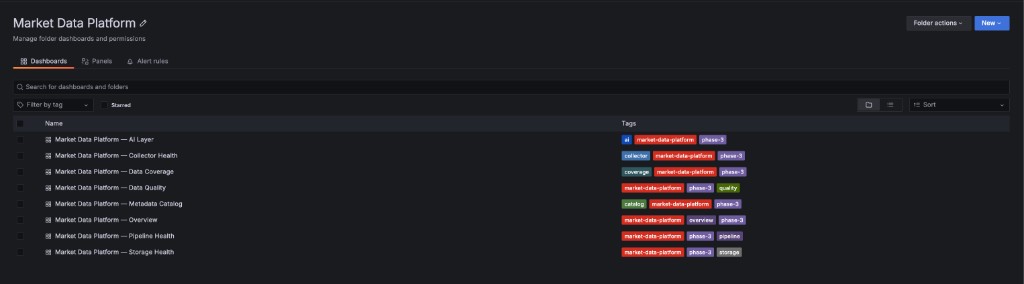 Market Data Platform
Folder actions New
Manage folder dashboards and permissions
Dashboards Panels Alert rules
Search for dashboards and folders
Filter by tag Starred Sort
Name Tags
Market Data Platform — AI Layer ai market-data-platform phase-3
Market Data Platform — Collector Health collector market-data-platform phase-3
Market Data Platform — Data Coverage coverage market-data-platform phase-3
Market Data Platform — Data Quality market-data-platform phase-3 quality
Market Data Platform — Metadata Catalog catalog market-data-platform phase-3
Market Data Platform — Overview market-data-platform overview phase-3
Market Data Platform — Pipeline Health market-data-platform phase-3 pipeline
Market Data Platform — Storage Health market-data-platform phase-3 storage